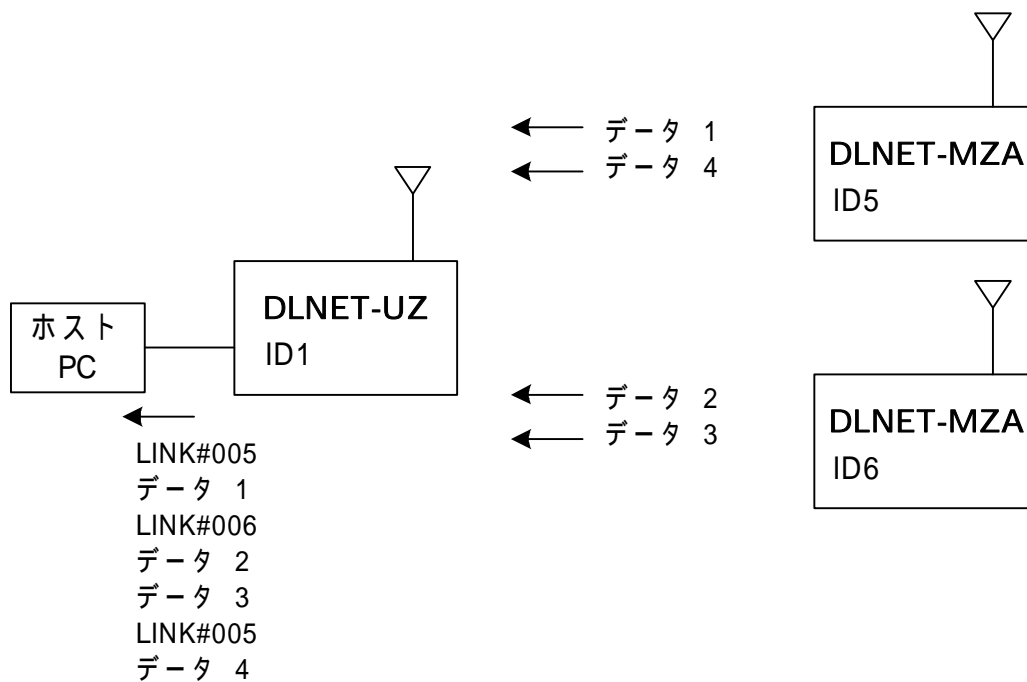 データ 1
データ 4
DLNET-MZA
ID5
DLNET-UZ
ID1
ホスト
PC
データ 2
データ 3
DLNET-MZA
ID6
LINK#005
データ 1
LINK#006
データ 2
データ 3
LINK#005
データ 4